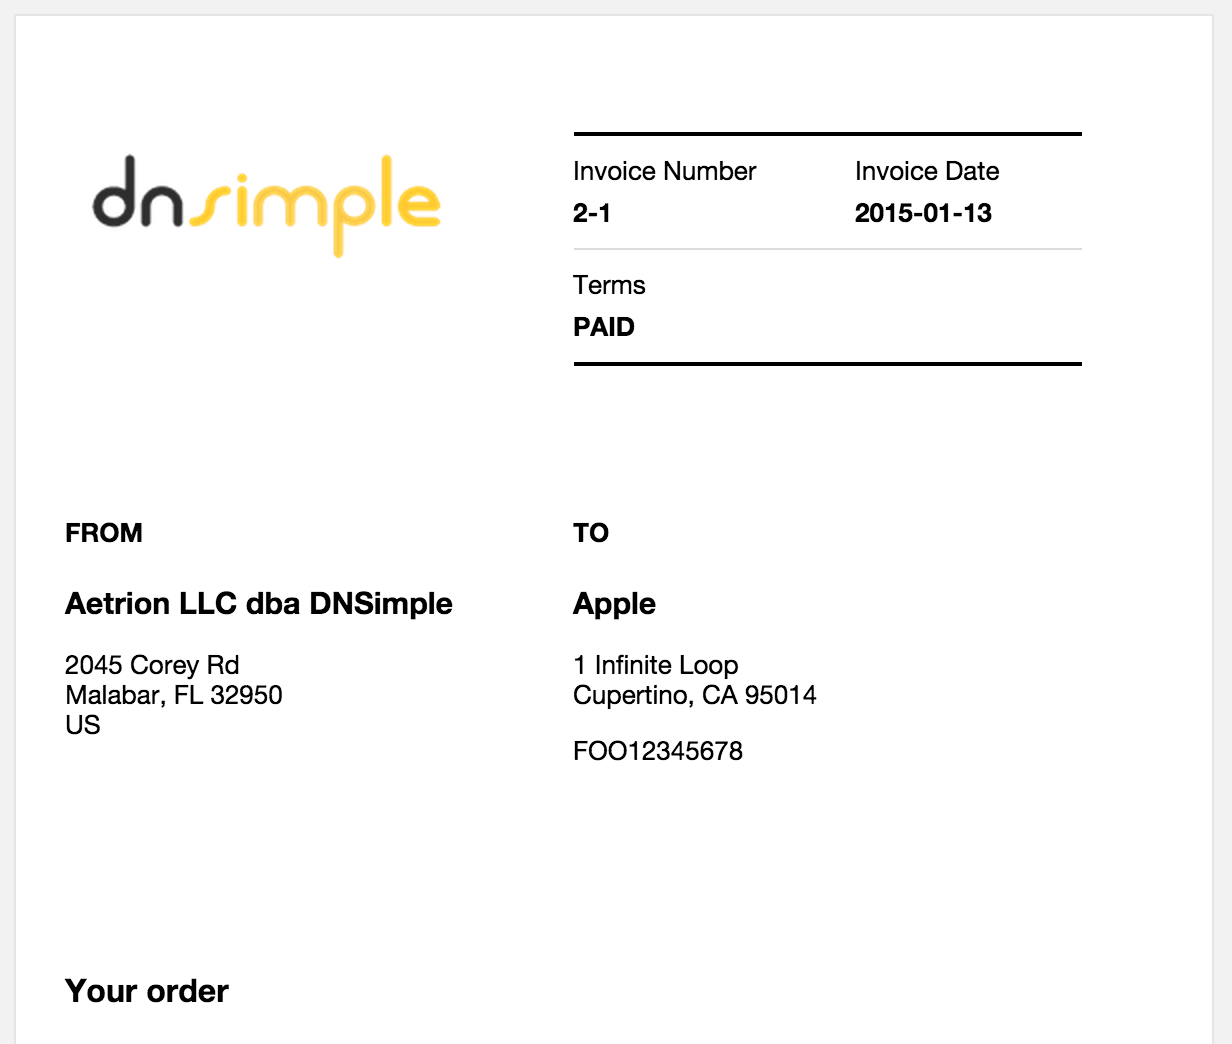 dnsimple
Invoice Number Invoice Date
2-1 2015-01-13
Terms
PAID
FROM
Aetrion LLC dba DNSimple
2045 Corey Rd
Malabar, FL 32950
US
TO
Apple
1 Infinite Loop
Cupertino, CA 95014
FOO12345678
Your order